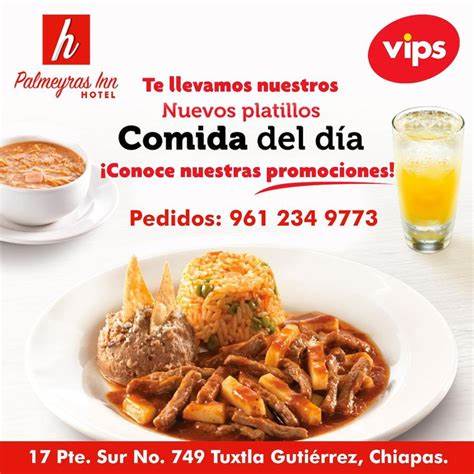 h
Palmeyras Inn
HOTEL
vips
Te llevamos nuestros
Nuevos platillos
Comida del día
¡Conoce nuestras promociones!
Pedidos: 961 234 9773
17 Pte. Sur No. 749 Tuxtla Gutiérrez, Chiapas.